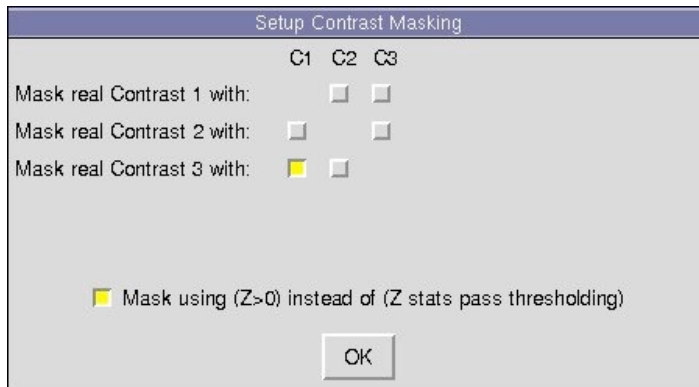 Setup Contrast Masking
C1 C2 C3
Mask real Contrast 1 with:
Mask real Contrast 2 with:
Mask real Contrast 3 with:
Mask using (Z>0) instead of (Z stats pass thresholding)
OK